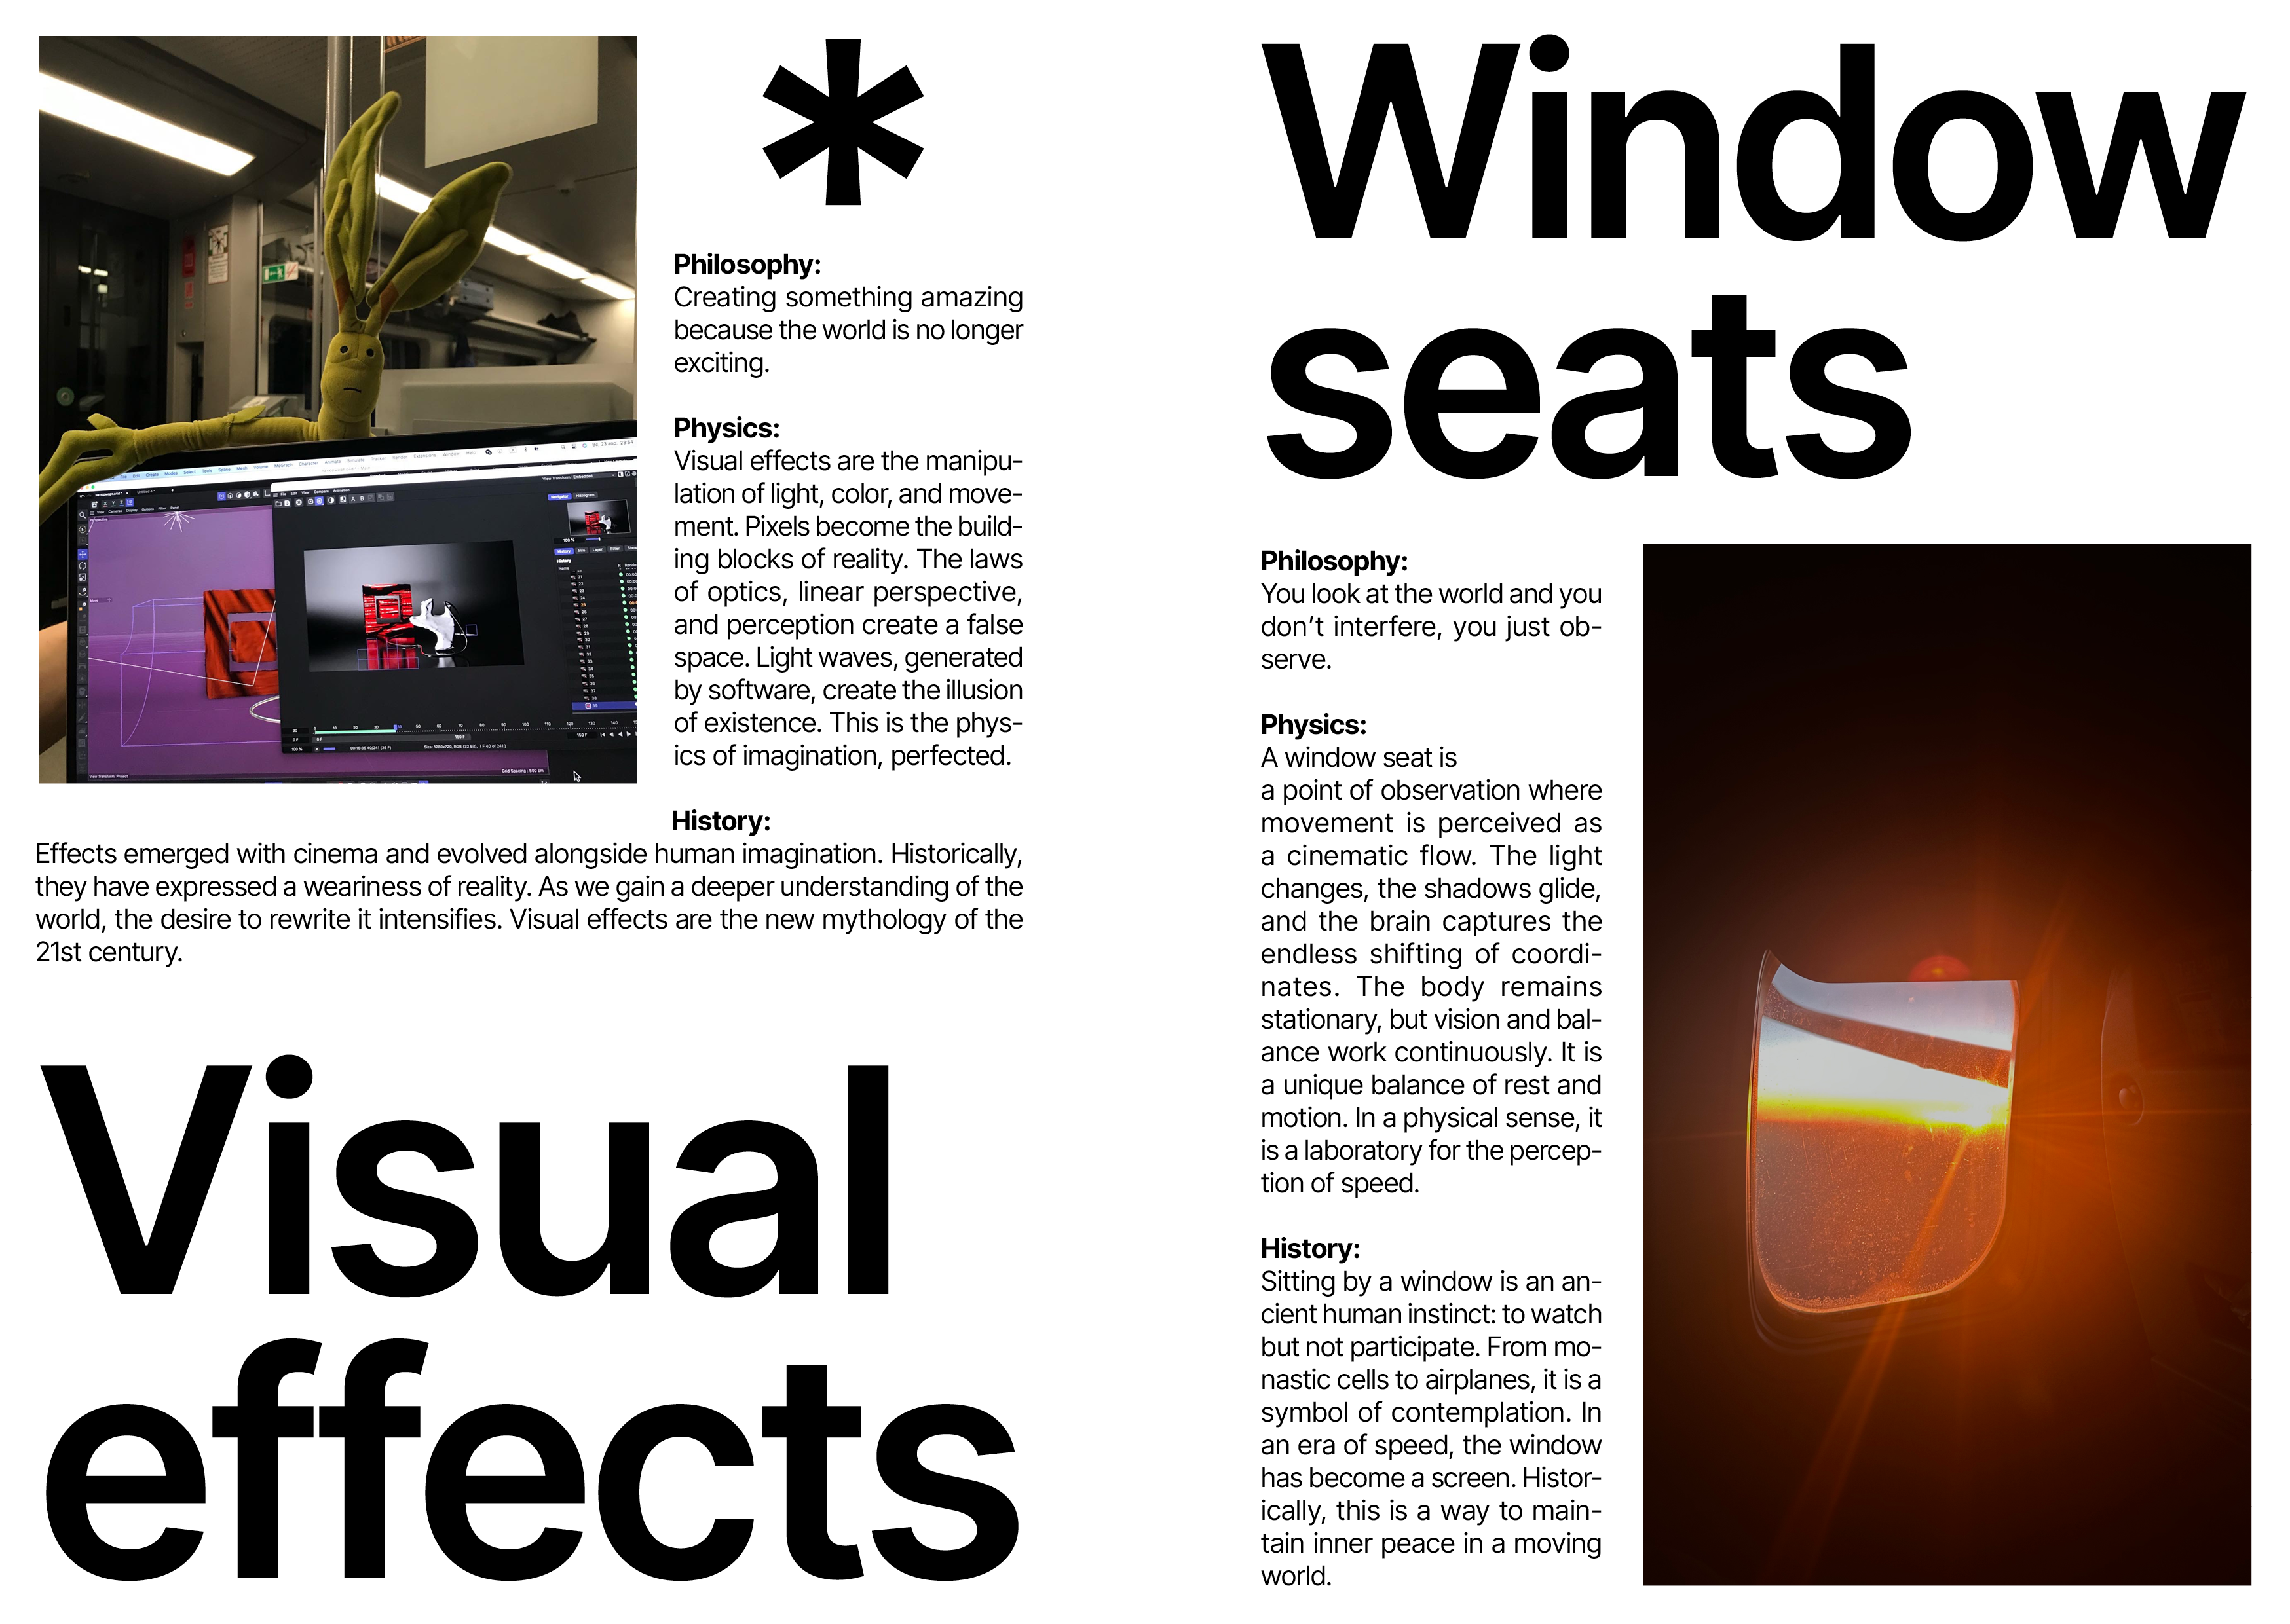 *
Philosophy:
Creating something amazing
because the world is no longer
exciting.
Physics:
Visual effects are the manipu-
lation of light, color, and move-
ment. Pixels become the build-
ing blocks of reality. The laws
of optics, linear perspective,
and perception create a false
space. Light waves, generated
by software, create the illusion
of existence. This is the phys-
ics of imagination, perfected.
History:
Effects emerged with cinema and evolved alongside human imagination. Historically,
they have expressed a weariness of reality. As we gain a deeper understanding of the
world, the desire to rewrite it intensifies. Visual effects are the new mythology of the
21st century.
Visual
effects
Window
seats
Philosophy:
You look at the world and you
don’t interfere, you just ob-
serve.
Physics:
A window seat is
a point of observation where
movement is perceived as
a cinematic flow. The light
changes, the shadows glide,
and the brain captures the
endless shifting of coordi-
nates. The body remains
stationary, but vision and bal-
ance work continuously. It is
a unique balance of rest and
motion. In a physical sense, it
is a laboratory for the percep-
tion of speed.
History:
Sitting by a window is an an-
cient human instinct: to watch
but not participate. From mo-
nastic cells to airplanes, it is a
symbol of contemplation. In
an era of speed, the window
has become a screen. Histor-
ically, this is a way to main-
tain inner peace in a moving
world.